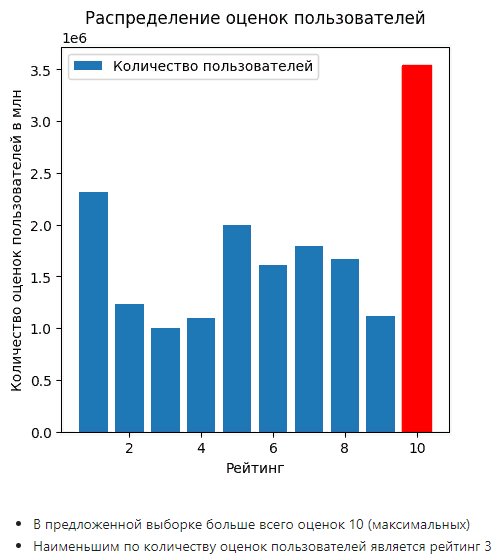 Распределение оценок пользователей
1e6
Количество пользователей
Количество оценок пользователей в млн
3.5
3.0
2.5
2.0
1.5
1.0
0.5
0.0
2 4 6 8 10
Рейтинг
• В предложенной выборке больше всего оценок 10 (максимальных)
• Наименьшим по количеству оценок пользователей является рейтинг 3